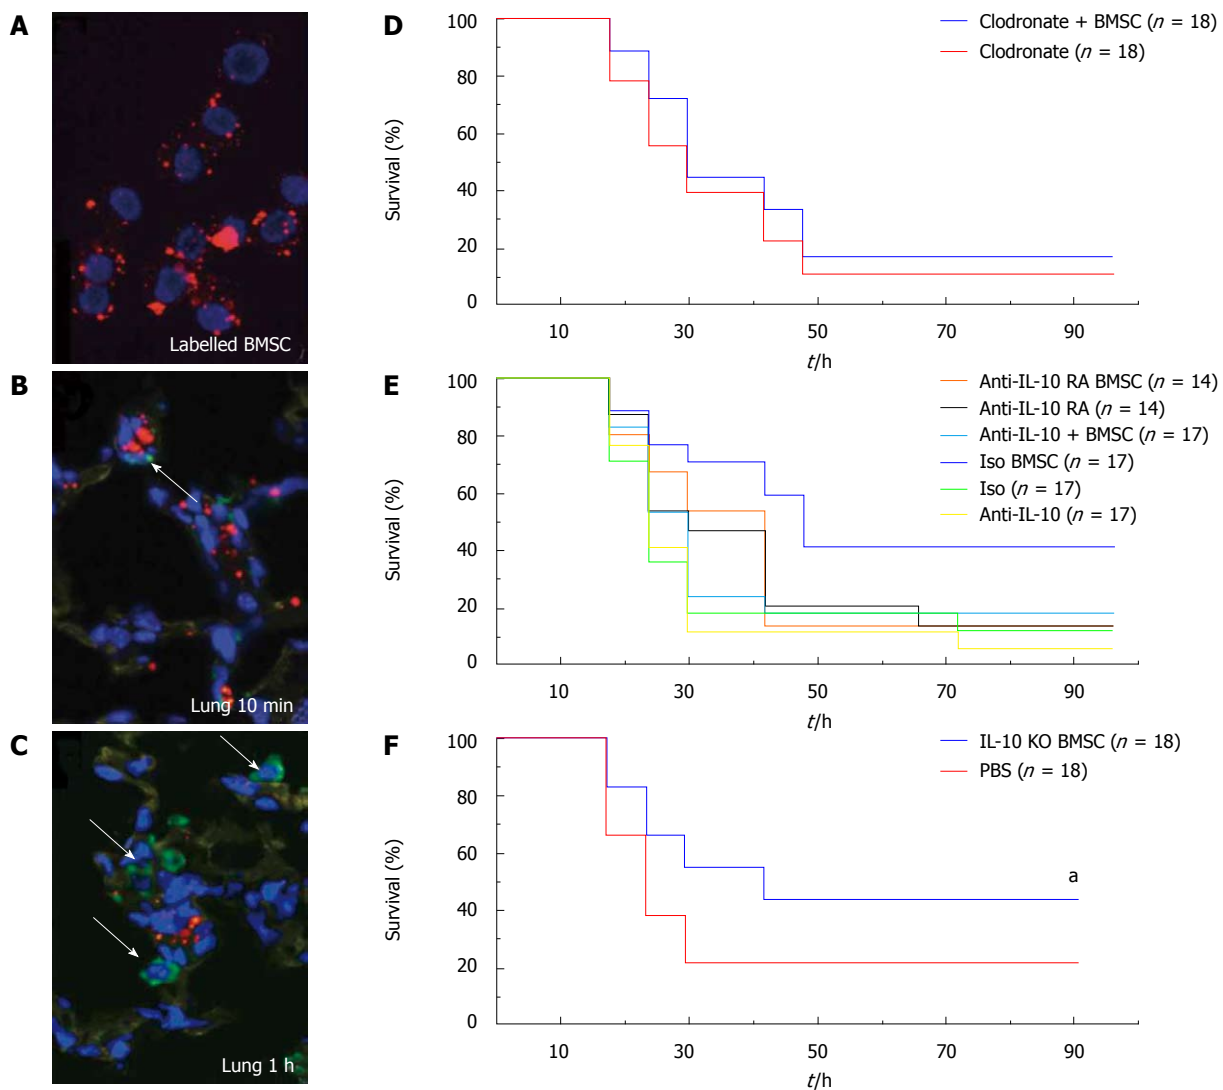 A
Labelled BMSC
B
Lung 10 min
C
Lung 1 h
D
Clodronate + BMSC (n = 18)
Clodronate (n = 18)
Survival (%)
100
80
60
40
20
0
10
30
50
70
90
t/h
E
Anti-IL-10 RA BMSC (n = 14)
Anti-IL-10 RA (n = 14)
Anti-IL-10 + BMSC (n = 17)
Iso BMSC (n = 17)
Iso (n = 17)
Anti-IL-10 (n = 17)
Survival (%)
100
80
60
40
20
0
10
30
50
70
90
t/h
F
IL-10 KO BMSC (n = 18)
PBS (n = 18)
a
Survival (%)
100
80
60
40
20
0
10
30
50
70
90
t/h